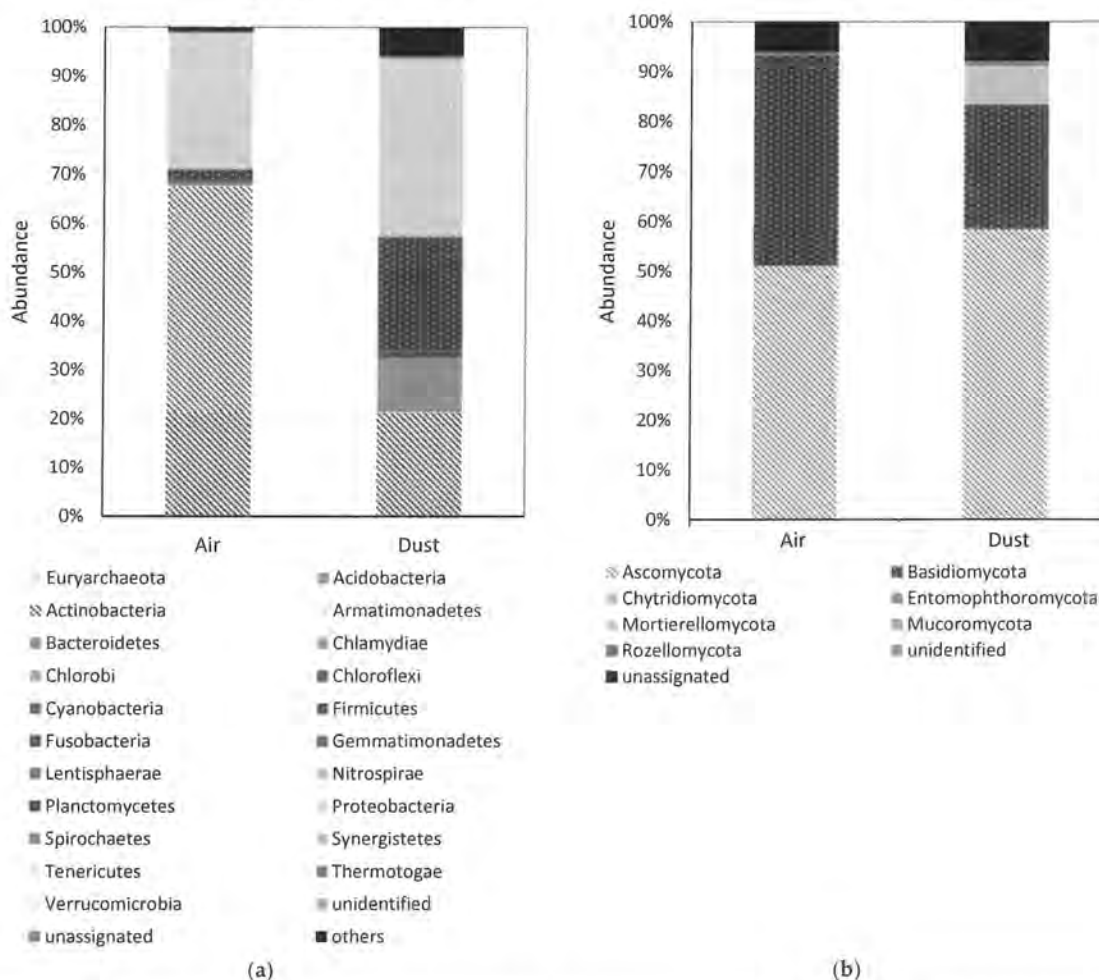 100%
90%
80%
70%
60%
50%
40%
30%
20%
10%
0%
Abundance
Air Dust
Euryarchaeota Acidobacteria
Actinobacteria Armatimonadetes
Bacteroidetes Chlamydiae
Chlorobi Chloroflexi
Cyanobacteria Firmicutes
Fusobacteria Gemmatimonadetes
Lentisphaerae Nitrospirae
Planctomycetes Proteobacteria
Spirochaetes Synergistetes
Tenericutes Thermotogae
Verrucomicrobia unidentified
unassignated others
(a)
100%
90%
80%
70%
60%
50%
40%
30%
20%
10%
0%
Abundance
Air Dust
Ascomycota Basidiomycota
Chytridiomycota Entomophthoromycota
Mortierellomycota Mucoromycota
Rozellomycota unidentified
unassignated
(b)